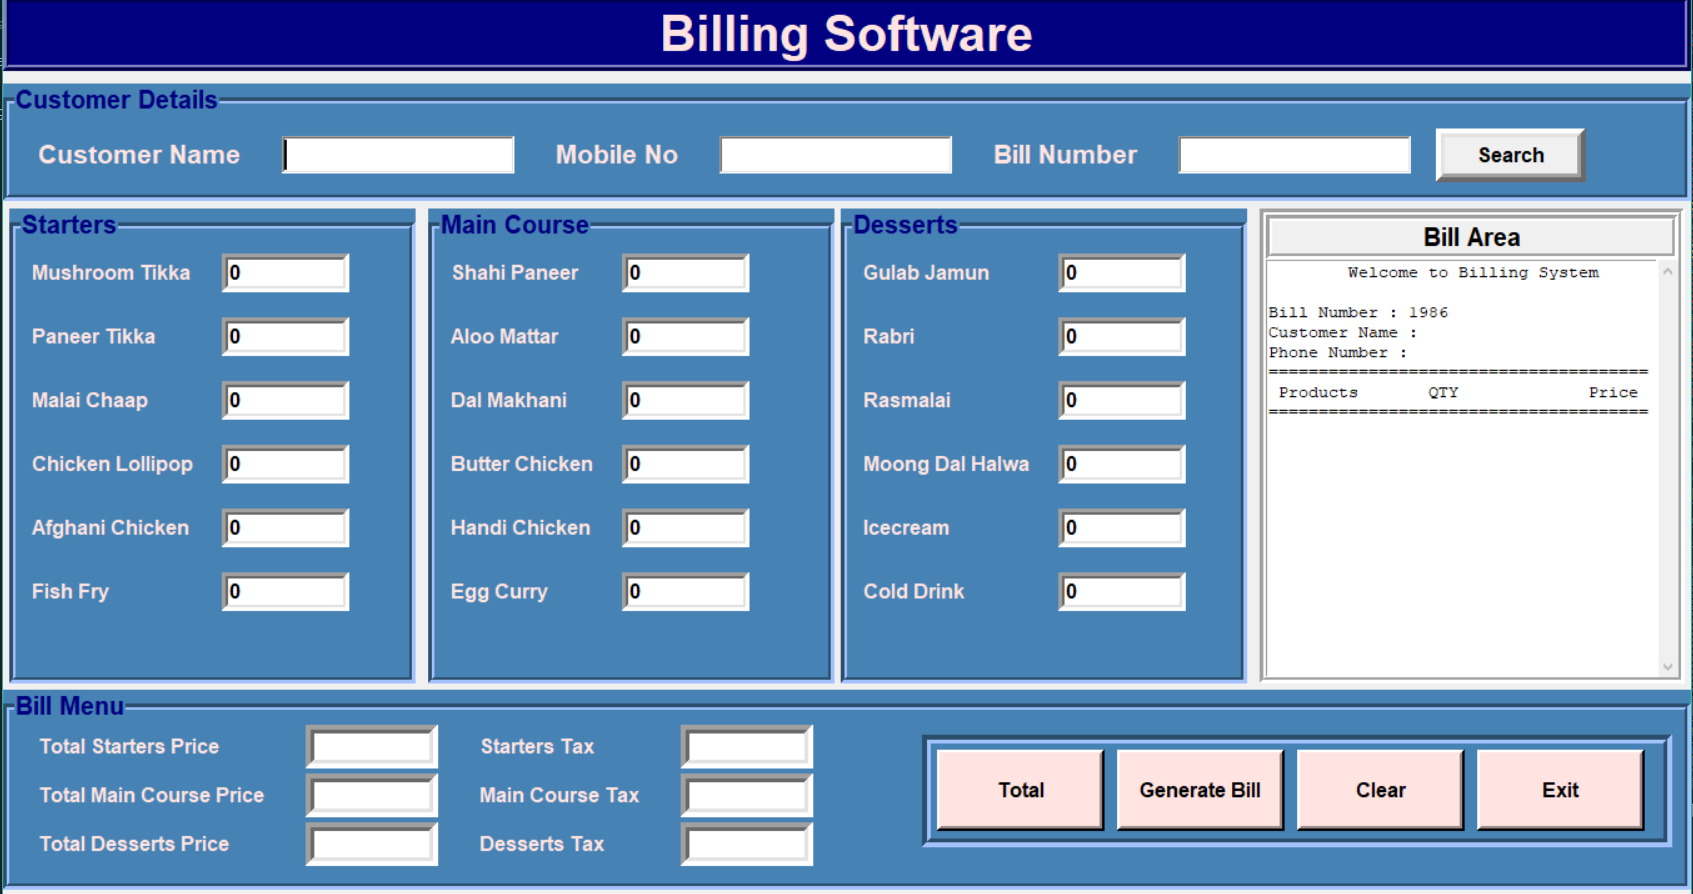 Billing Software
Customer Details
Customer Name Mobile No Bill Number Search
Starters
Mushroom Tikka 0
Paneer Tikka 0
Malai Chaap 0
Chicken Lollipop 0
Afghani Chicken 0
Fish Fry 0
Main Course
Shahi Paneer 0
Aloo Mattar 0
Dal Makhani 0
Butter Chicken 0
Handi Chicken 0
Egg Curry 0
Desserts
Gulab Jamun 0
Rabri 0
Rasmalai 0
Moong Dal Halwa 0
Icecream 0
Cold Drink 0
Bill Area
Welcome to Billing System
Bill Number : 1986
Customer Name :
Phone Number :
======================================
Products QTY Price
======================================
Bill Menu
Total Starters Price Starters Tax
Total Main Course Price Main Course Tax
Total Desserts Price Desserts Tax
Total Generate Bill Clear Exit